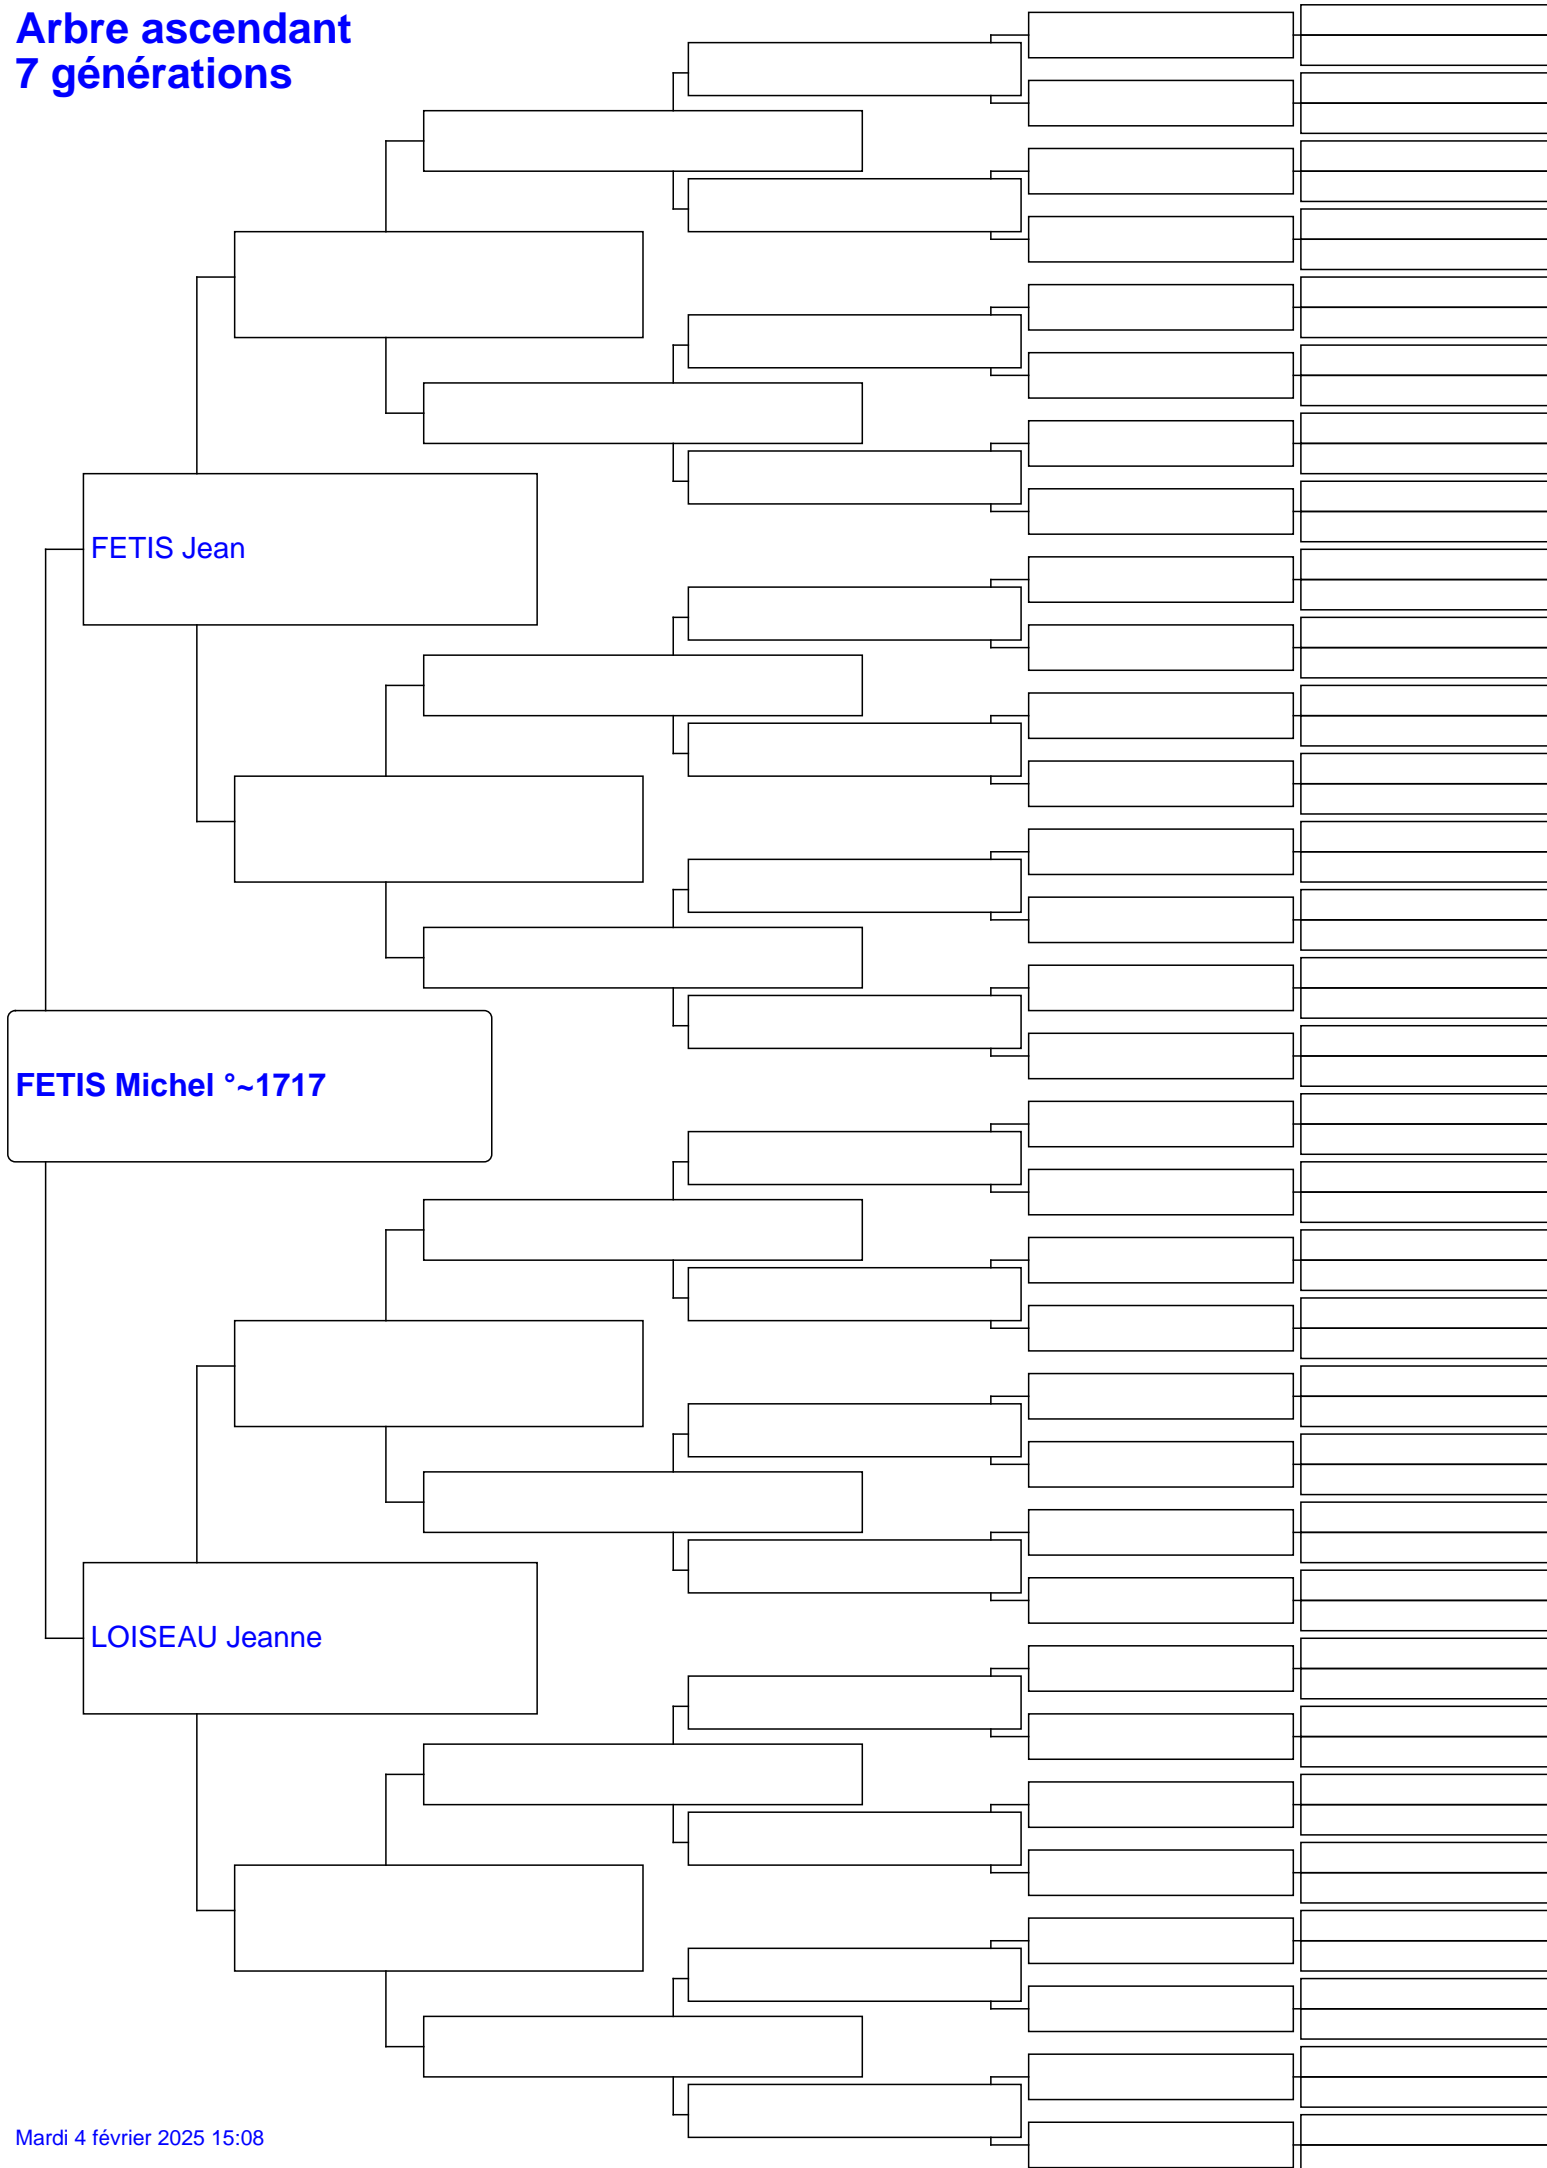 Arbre ascendant
7 générations
FETIS Jean
FETIS Michel °~1717
LOISEAU Jeanne
Mardi 4 février 2025 15:08